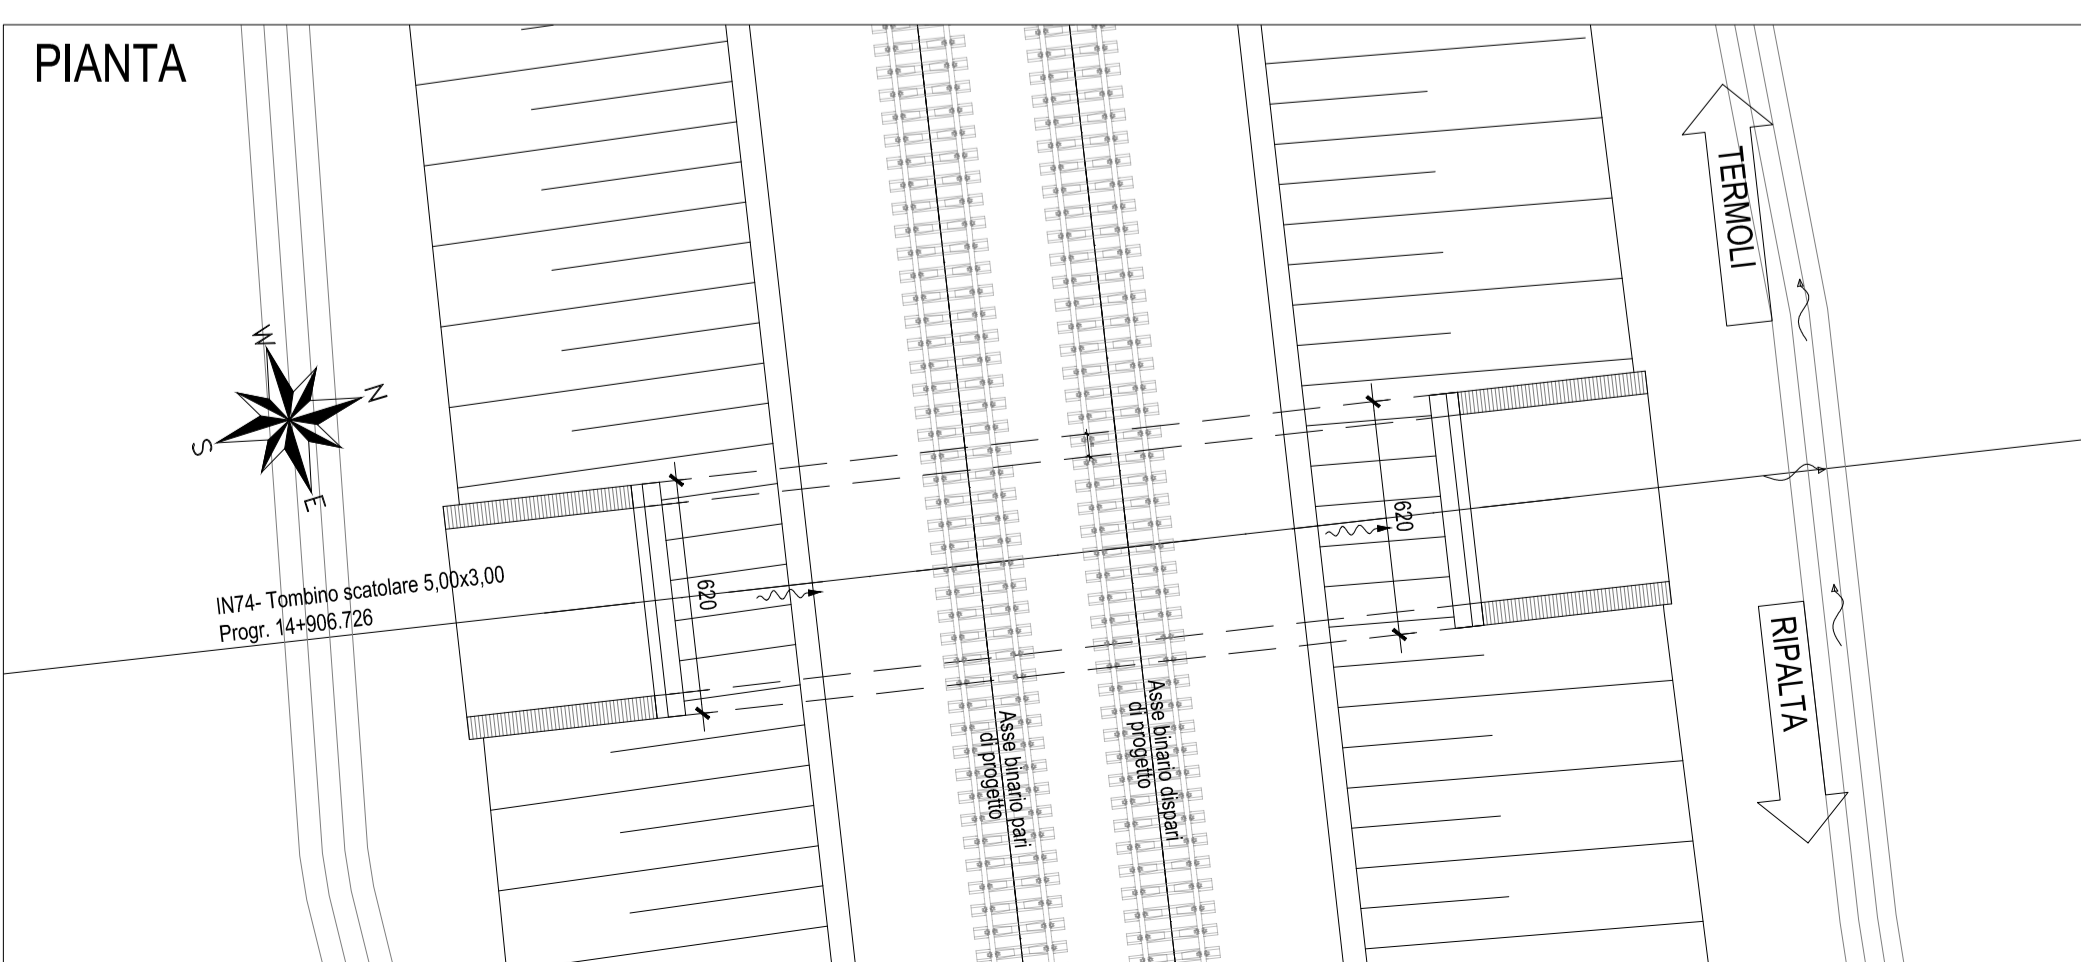 PIANTA
TERMOLI
W
N
S
E
620
IN74- Tombino scatolare 5,00x3,00
Progr. 14+906.726
620
RIPALTA
Asse binario pari
di progetto
Asse binario dispari
di progetto